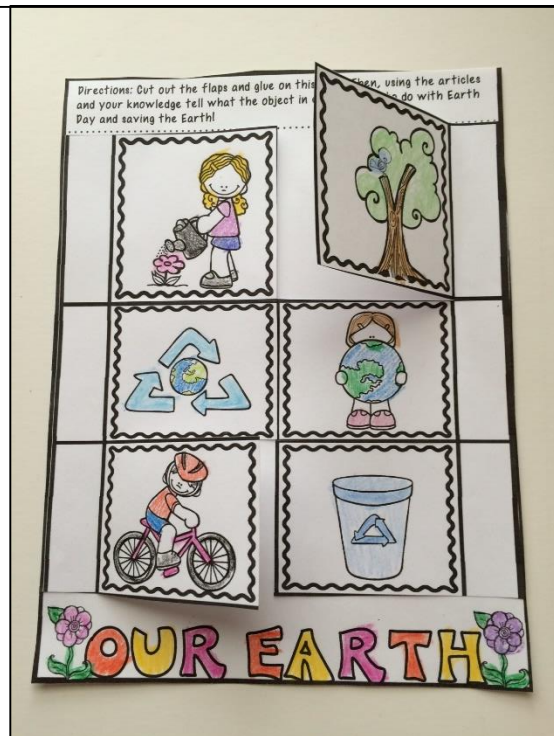 Directions: Cut out the flaps and glue on this Then, using the articles
and your knowledge tell what the object in do with Earth
Day and saving the Earth!
OUR EARTH